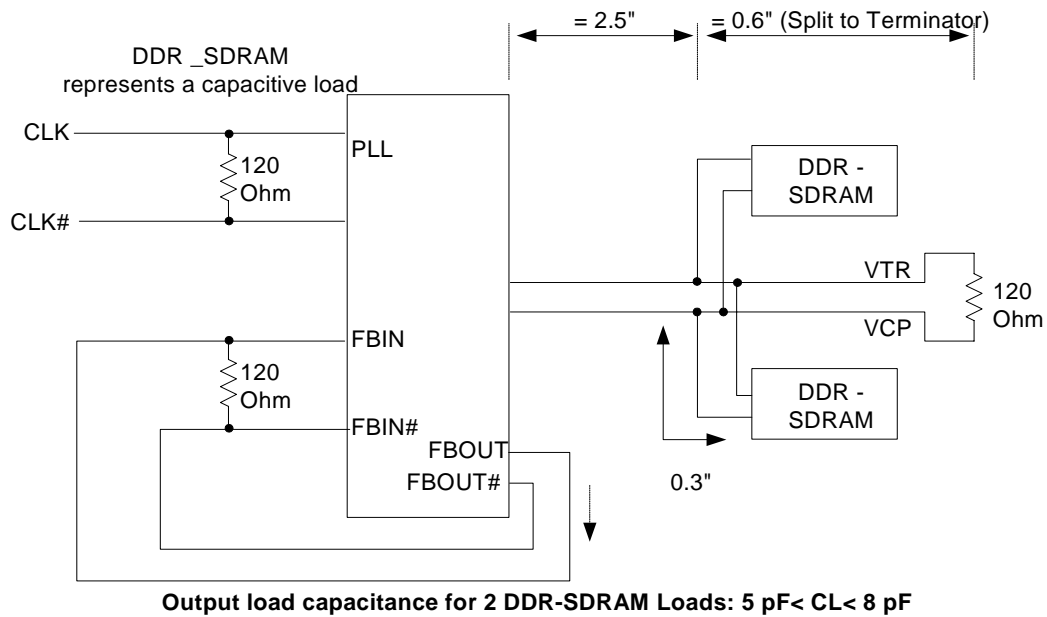 = 2.5"
= 0.6" (Split to Terminator)
DDR _SDRAM
represents a capacitive load
CLK
PLL
120
Ohm
CLK#
DDR -
SDRAM
VTR
120
Ohm
VCP
FBIN
120
Ohm
FBIN#
DDR -
SDRAM
FBOUT
FBOUT#
0.3"
Output load capacitance for 2 DDR-SDRAM Loads: 5 pF< CL< 8 pF